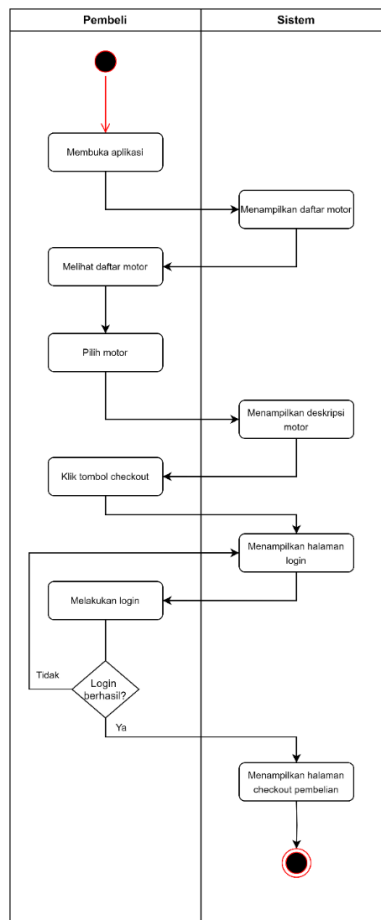 Pembeli
Sistem
Membuka aplikasi
Menampilkan daftar motor
Melihat daftar motor
Pilih motor
Menampilkan deskripsi
motor
Klik tombol checkout
Menampilkan halaman
login
Melakukan login
Tidak
Login
berhasil?
Ya
Menampilkan halaman
checkout pembelian